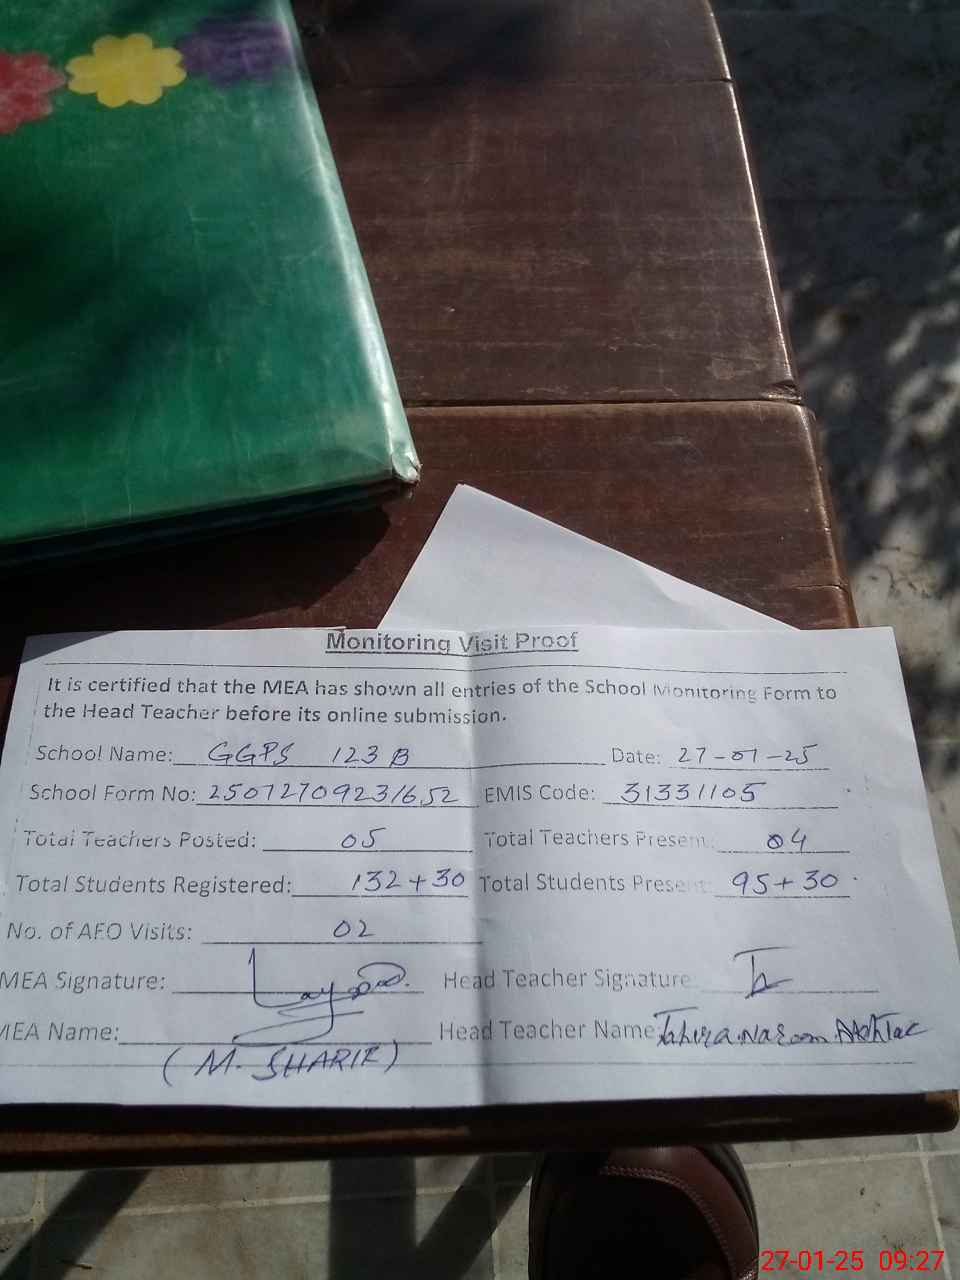 Monitoring Visit Proof
It is certified that the MEA has shown all entries of the School Monitoring Form to
the Head Teacher before its online submission.
School Name: GGPS 123 B Date: 27-01-25
School Form No: EMIS Code: 31331105
Total Teachers Posted: 05 Total Teachers Present: 04
Total Students Registered: 132+30 Total Students Present: 95+30
No. of AEO Visits: 02
MEA Signature: Head Teacher Signature
MEA Name: Head Teacher Name Tahira
(M. SHARIF)
27-01-25 09:27